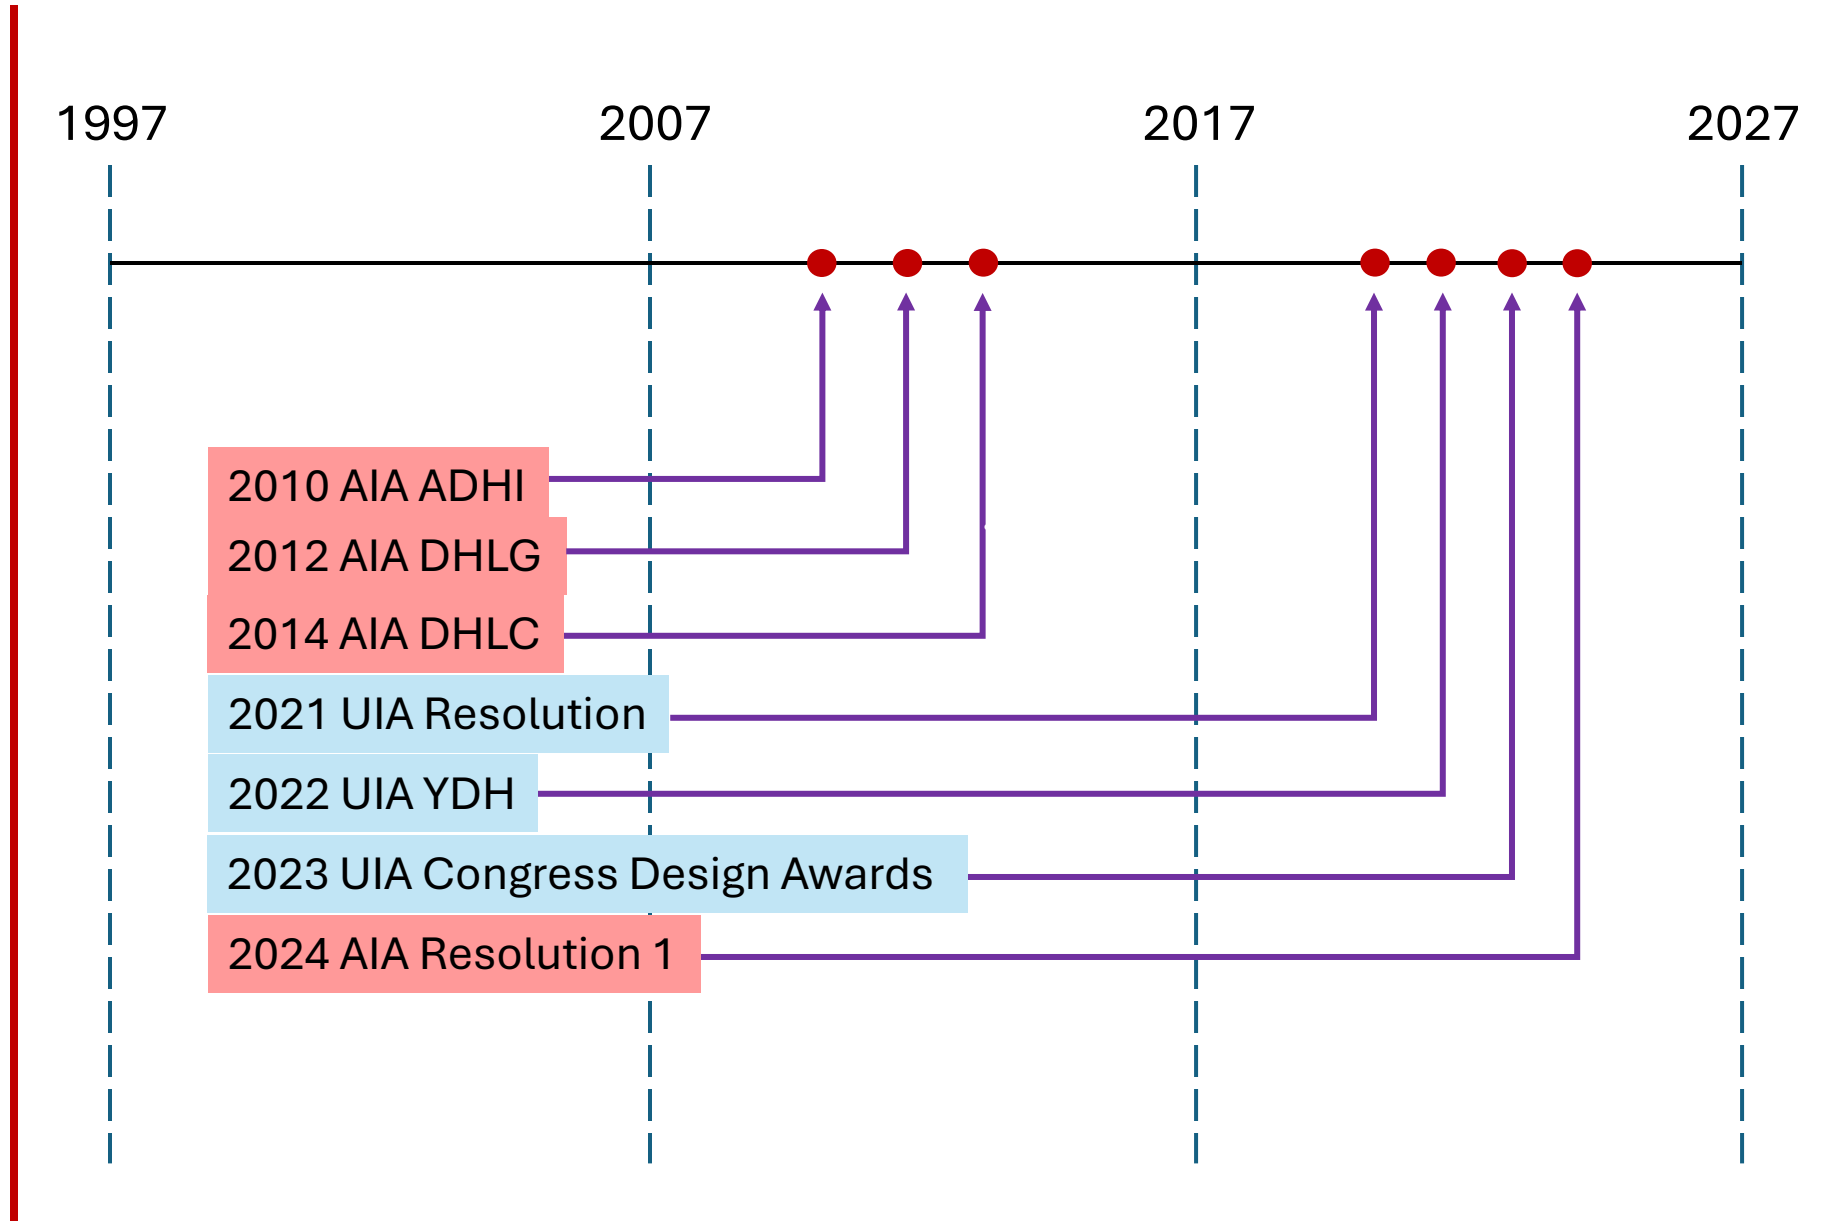 1997
2007
2017
2027
2010 AIA ADHI
2012 AIA DHLG
2014 AIA DHLC
2021 UIA Resolution
2022 UIA YDH
2023 UIA Congress Design Awards
2024 AIA Resolution 1